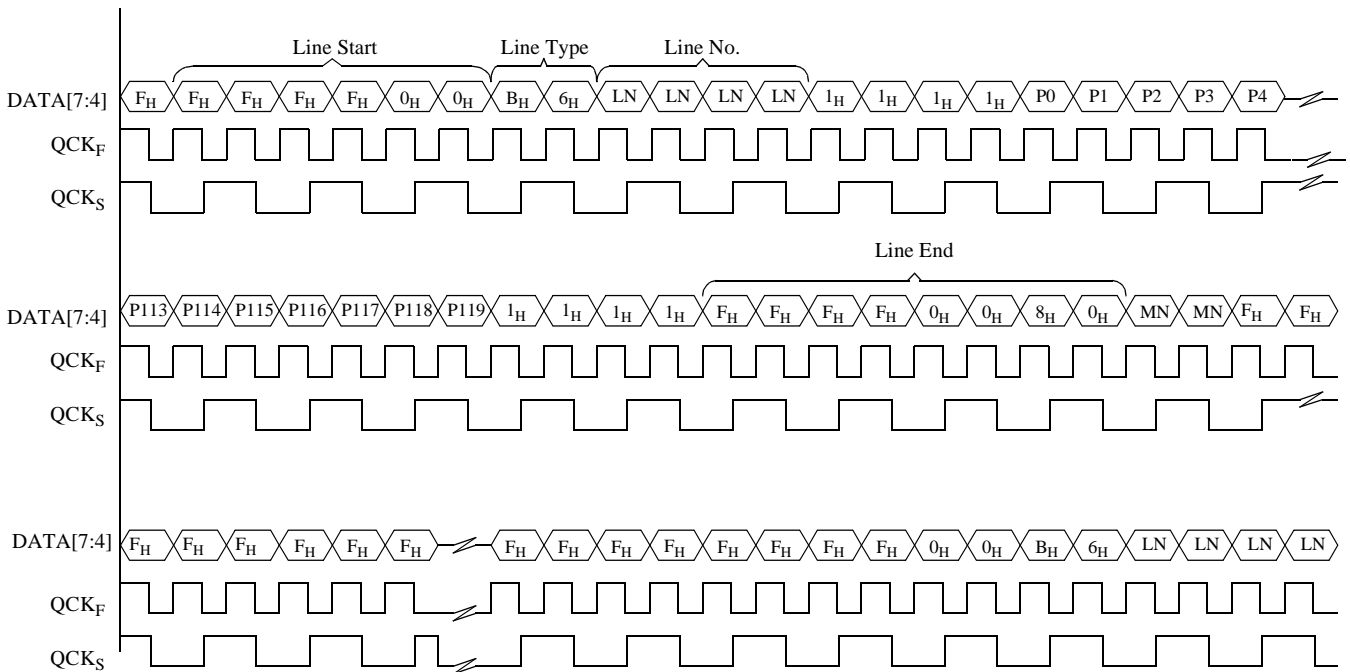 Line Start Line Type Line No.
DATA[7:4] F_H F_H F_H F_H F_H 0_H 0_H B_H 6_H LN LN LN LN 1_H 1_H 1_H 1_H P0 P1 P2 P3 P4
QCK_F
QCK_S
Line End
DATA[7:4] P113 P114 P115 P116 P117 P118 P119 1_H 1_H 1_H 1_H F_H F_H F_H F_H 0_H 0_H 8_H 0_H MN MN F_H F_H
QCK_F
QCK_S
DATA[7:4] F_H F_H F_H F_H F_H F_H F_H F_H F_H F_H F_H F_H F_H F_H 0_H 0_H B_H 6_H LN LN LN LN
QCK_F
QCK_S